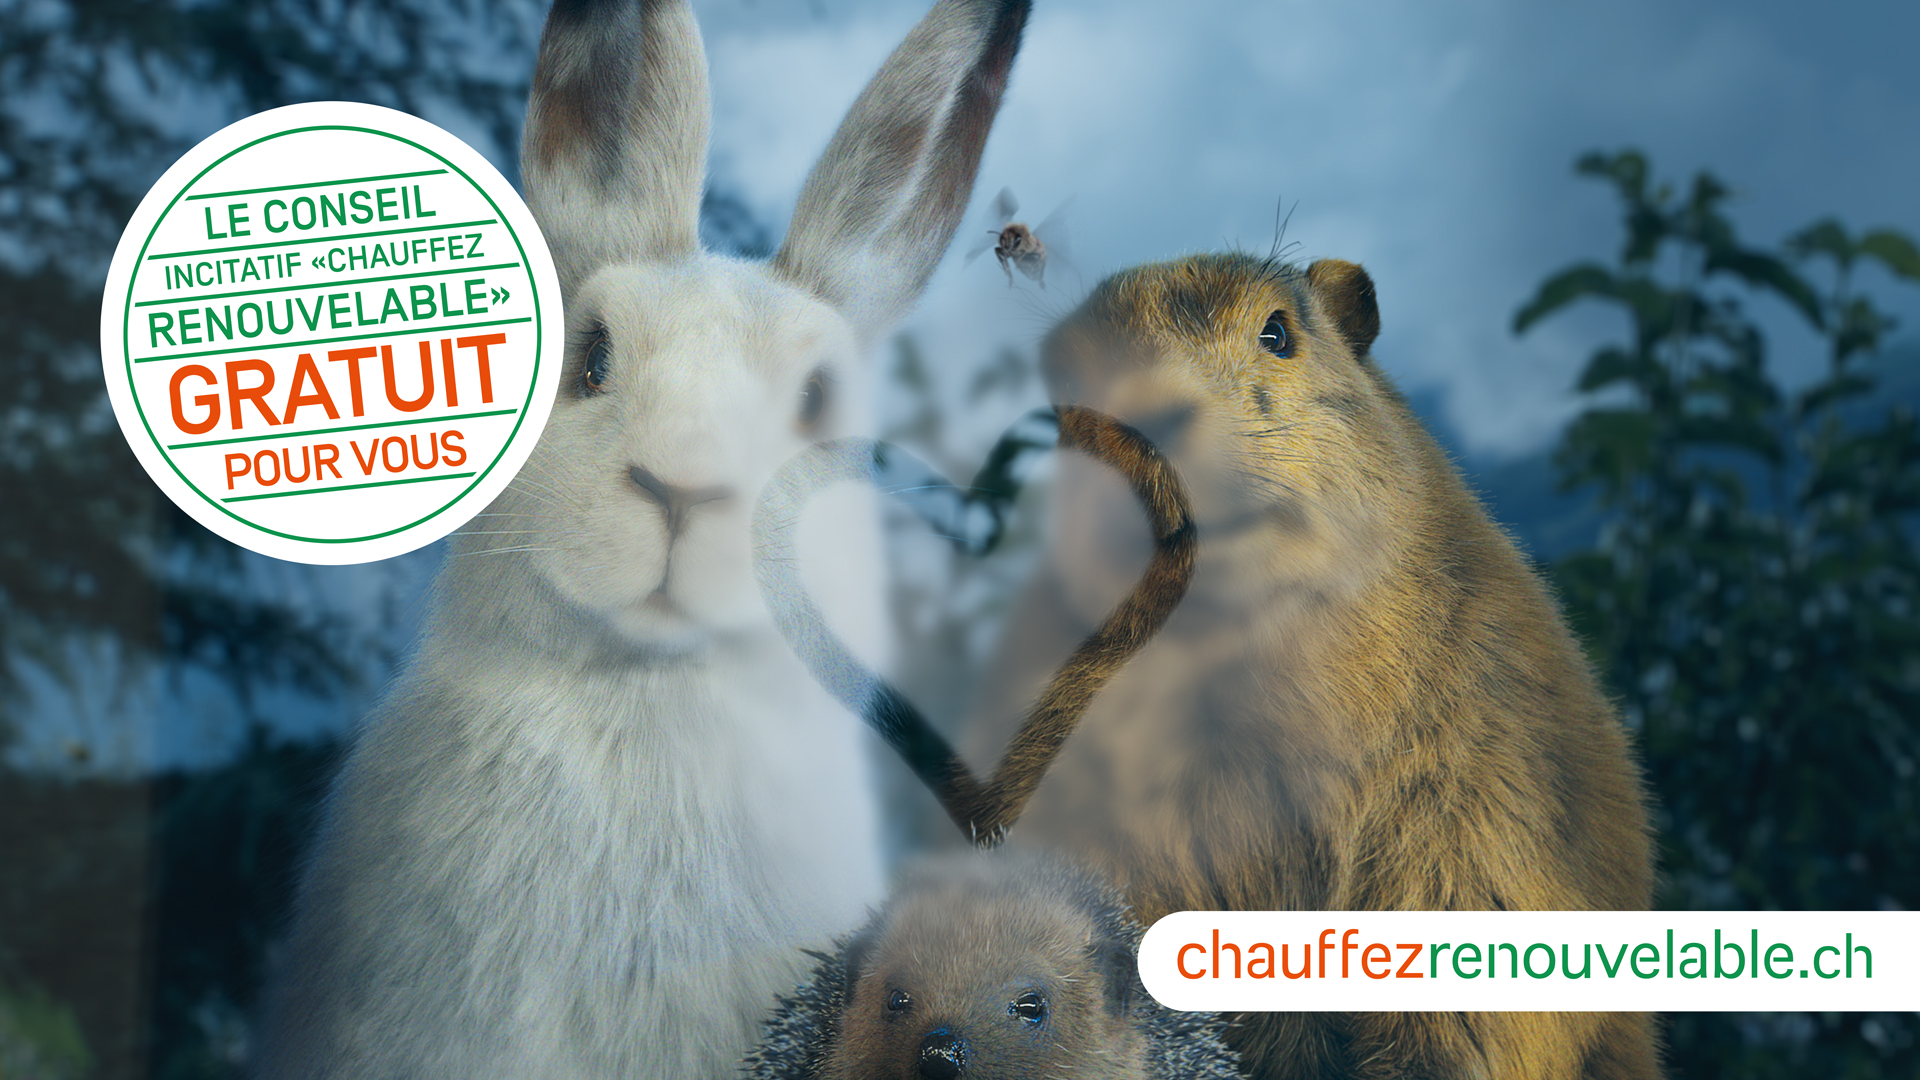 LE CONSEIL
INCITATIF «CHAUFFEZ
RENOUVELABLE»
GRATUIT
POUR VOUS
chauffezrenouvelable.ch